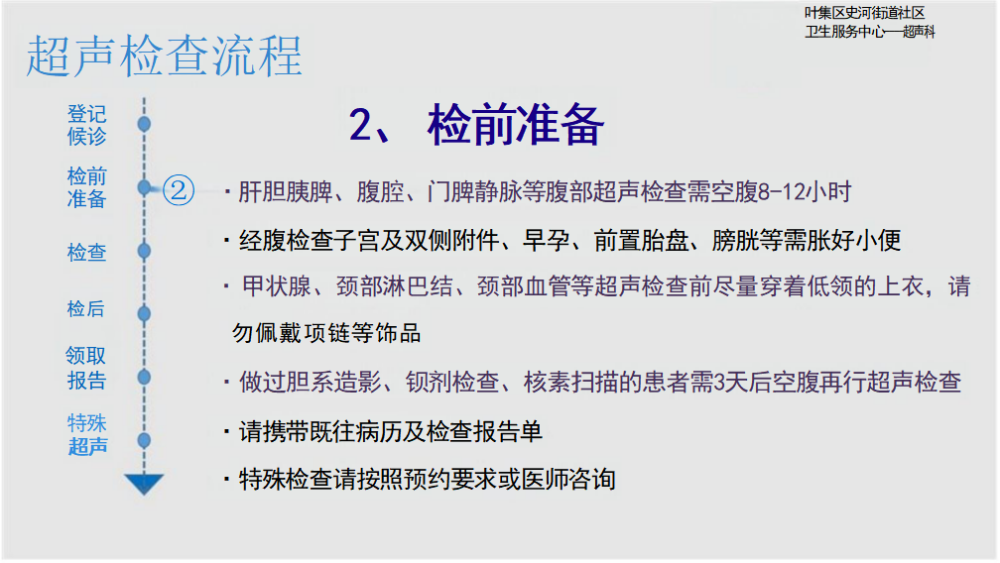 叶集区史河街道社区
卫生服务中心——超声科
超声检查流程
登记
候诊
检前
准备
检查
检后
领取
报告
特殊
超声
2、检前准备
②
·肝胆胰脾、腹腔、门脾静脉等腹部超声检查需空腹8-12小时
·经腹检查子宫及双侧附件、早孕、前置胎盘、膀胱等需胀好小便
·甲状腺、颈部淋巴结、颈部血管等超声检查前尽量穿着低领的上衣，请
勿佩戴项链等饰品
·做过胆系造影、钡剂检查、核素扫描的患者需3天后空腹再行超声检查
·请携带既往病历及检查报告单
·特殊检查请按照预约要求或医师咨询